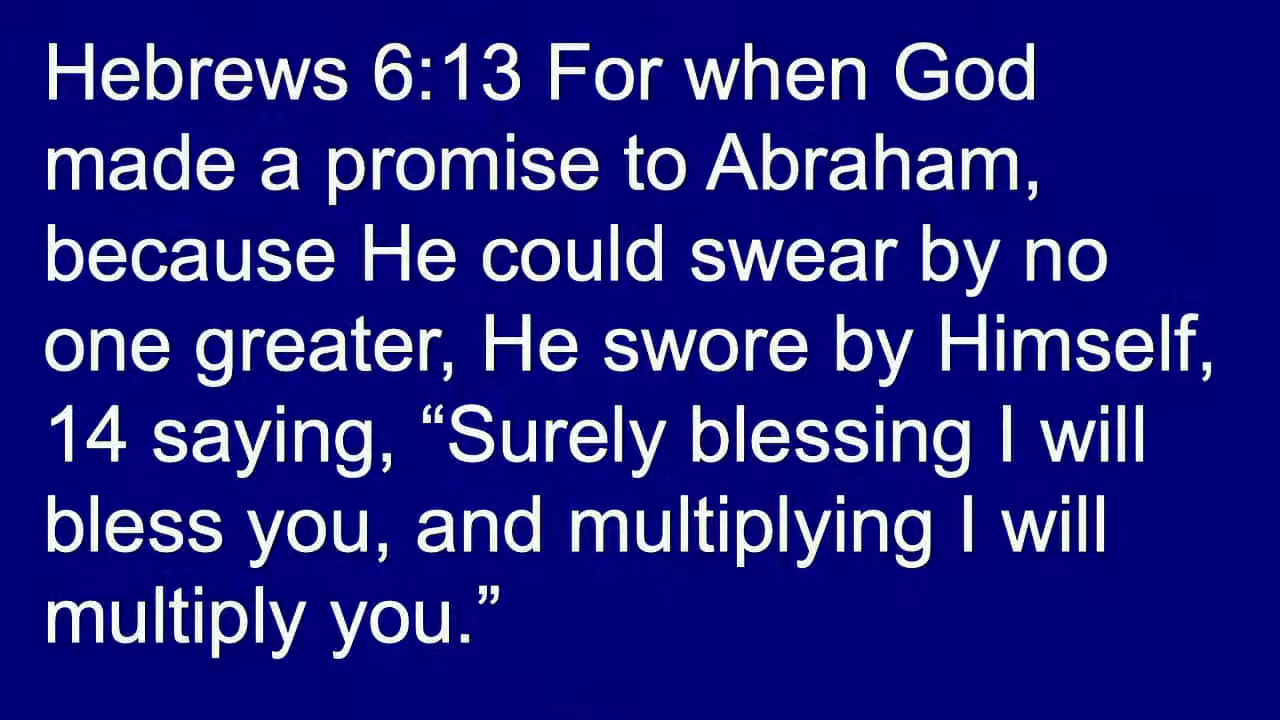 Hebrews 6:13 For when God
made a promise to Abraham,
because He could swear by no
one greater, He swore by Himself,
14 saying, “Surely blessing I will
bless you, and multiplying I will
multiply you.”